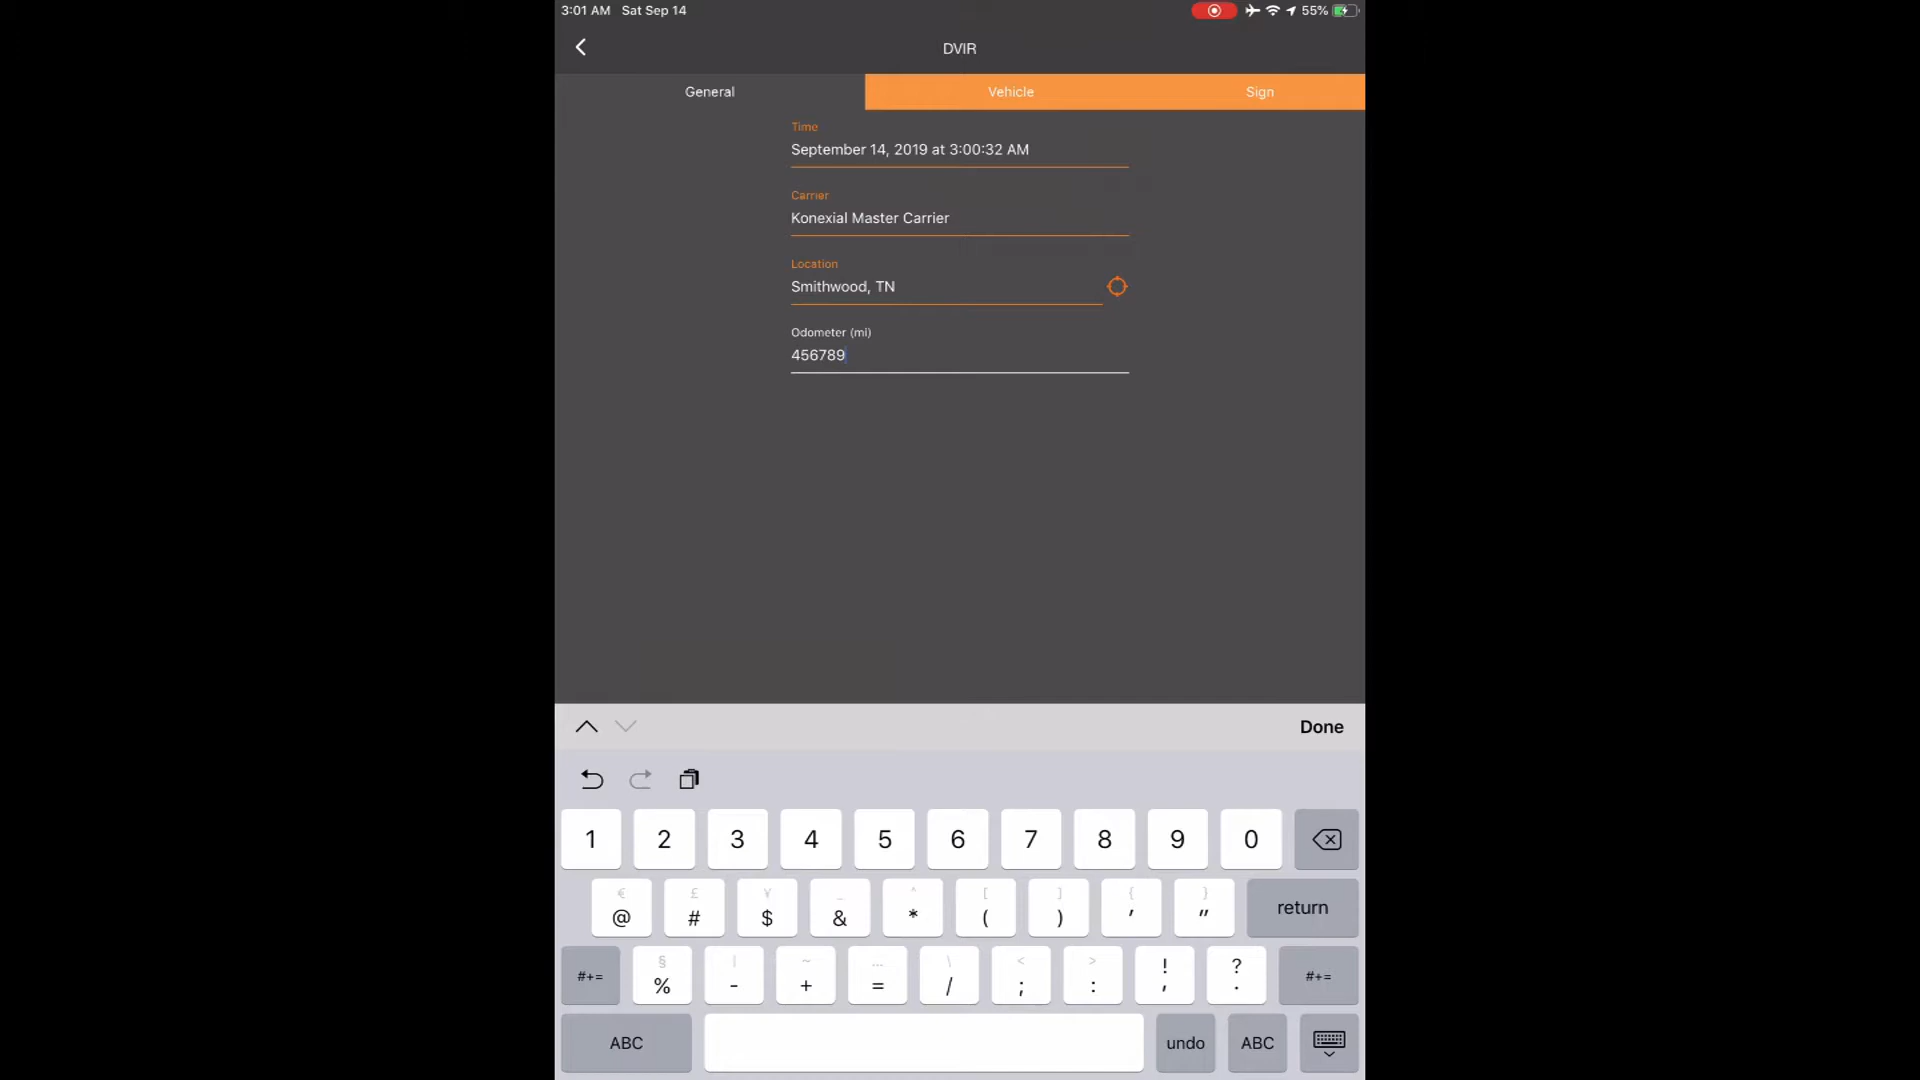 3:01 AM Sat Sep 14 55%
DVIR
General Vehicle Sign
Time
September 14, 2019 at 3:00:32 AM
Carrier
Konexial Master Carrier
Location
Smithwood, TN
Odometer (mi)
456789
Done
1 2 3 4 5 6 7 8 9 0
€ £ ¥ _ ^ [ ] { }
@ # $ & * ( ) ' " return
§ | ~ … \ < > ! ?
#+= % - + = / ; : , . #+=
ABC undo ABC